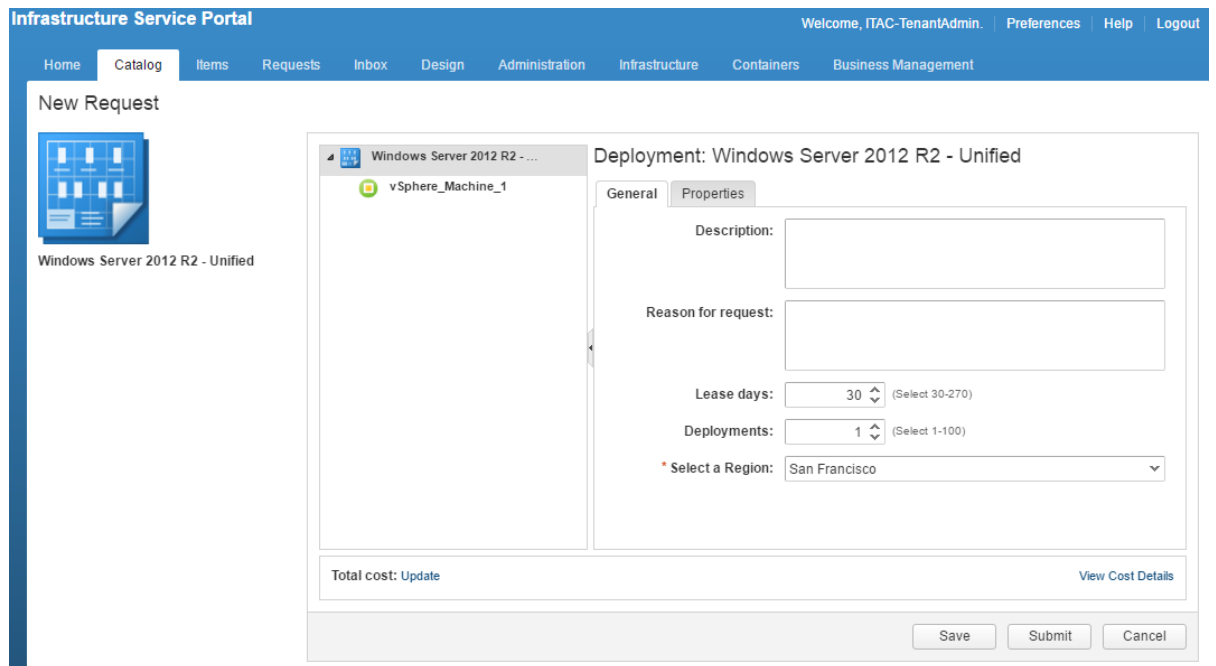 Infrastructure Service Portal
Welcome, ITAC-TenantAdmin. Preferences Help Logout
Home Catalog Items Requests Inbox Design Administration Infrastructure Containers Business Management
New Request
Windows Server 2012 R2 - Unified
Windows Server 2012 R2 - ...
vSphere_Machine_1
Deployment: Windows Server 2012 R2 - Unified
General Properties
Description:
Reason for request:
Lease days: 30 (Select 30-270)
Deployments: 1 (Select 1-100)
* Select a Region: San Francisco
Total cost: Update View Cost Details
Save Submit Cancel